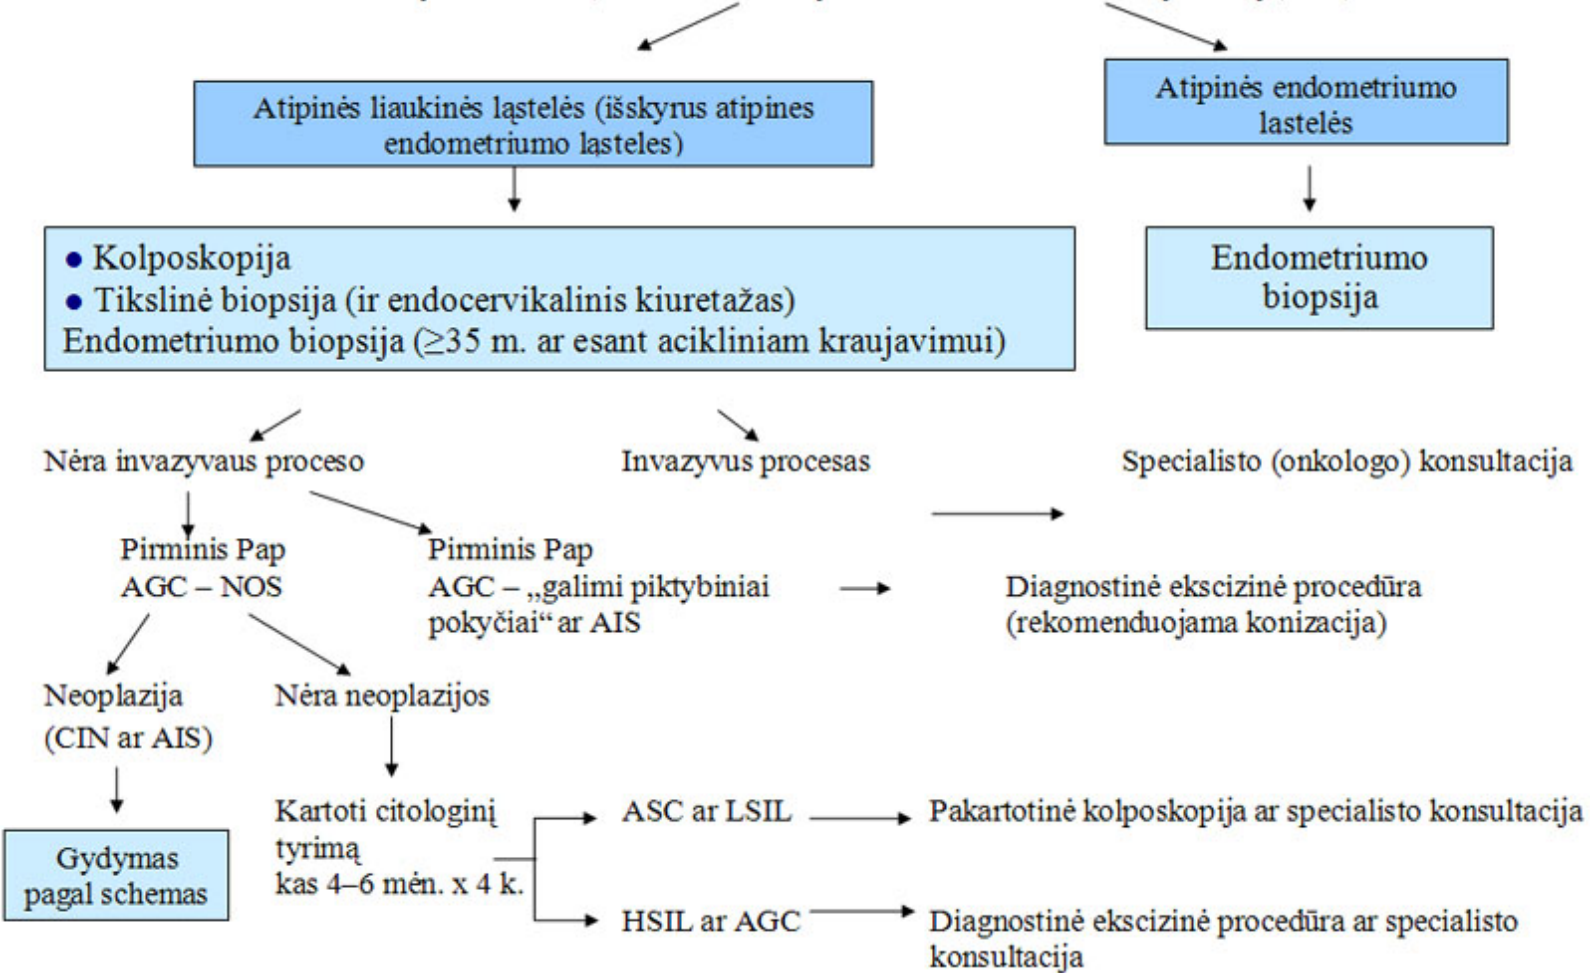 Atipinės liaukinės ląstelės (išskyrus atipines
endometriumo ląsteles)
Atipinės endometriumo
lastelės
● Kolposkopija
● Tikslinė biopsija (ir endocervikalinis kiuretažas)
Endometriumo biopsija (≥35 m. ar esant acikliniam kraujavimui)
Endometriumo
biopsija
Nėra invazyvaus proceso
Invazyvus procesas
Specialisto (onkologo) konsultacija
Pirminis Pap
AGC – NOS
Pirminis Pap
AGC – „galimi piktybiniai
pokyčiai“ ar AIS
Diagnostinė ekscizinė procedūra
(rekomenduojama konizacija)
Neoplazija
(CIN ar AIS)
Nėra neoplazijos
Gydymas
pagal schemas
Kartoti citologinį
tyrimą
kas 4–6 mėn. x 4 k.
ASC ar LSIL
Pakartotinė kolposkopija ar specialisto konsultacija
HSIL ar AGC
Diagnostinė ekscizinė procedūra ar specialisto
konsultacija